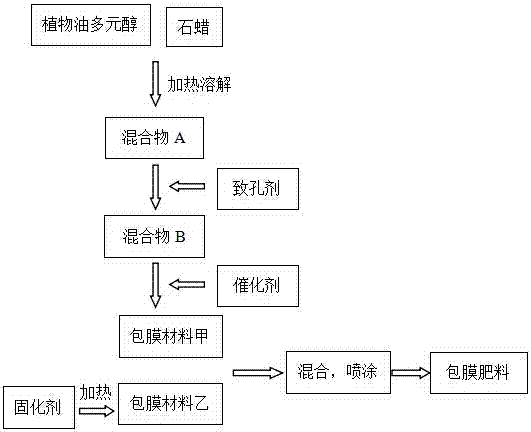 植物油多元醇
石蜡
加热溶解
混合物 A
致孔剂
混合物 B
催化剂
包膜材料甲
混合，喷涂
包膜肥料
固化剂
加热
包膜材料乙